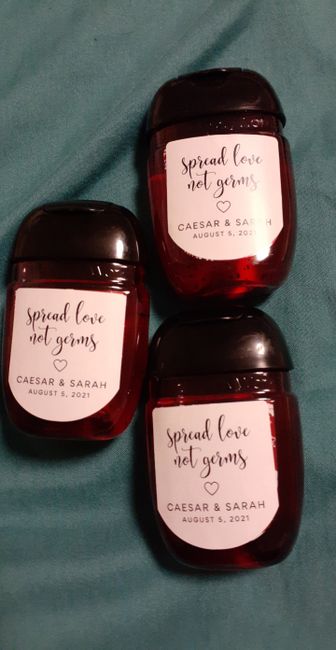 spread love
not germs
CAESAR & SARAH
AUGUST 5, 2021
spread love
not germs
CAESAR & SARAH
AUGUST 5, 2021
spread love
not germs
CAESAR & SARAH
AUGUST 5, 2021